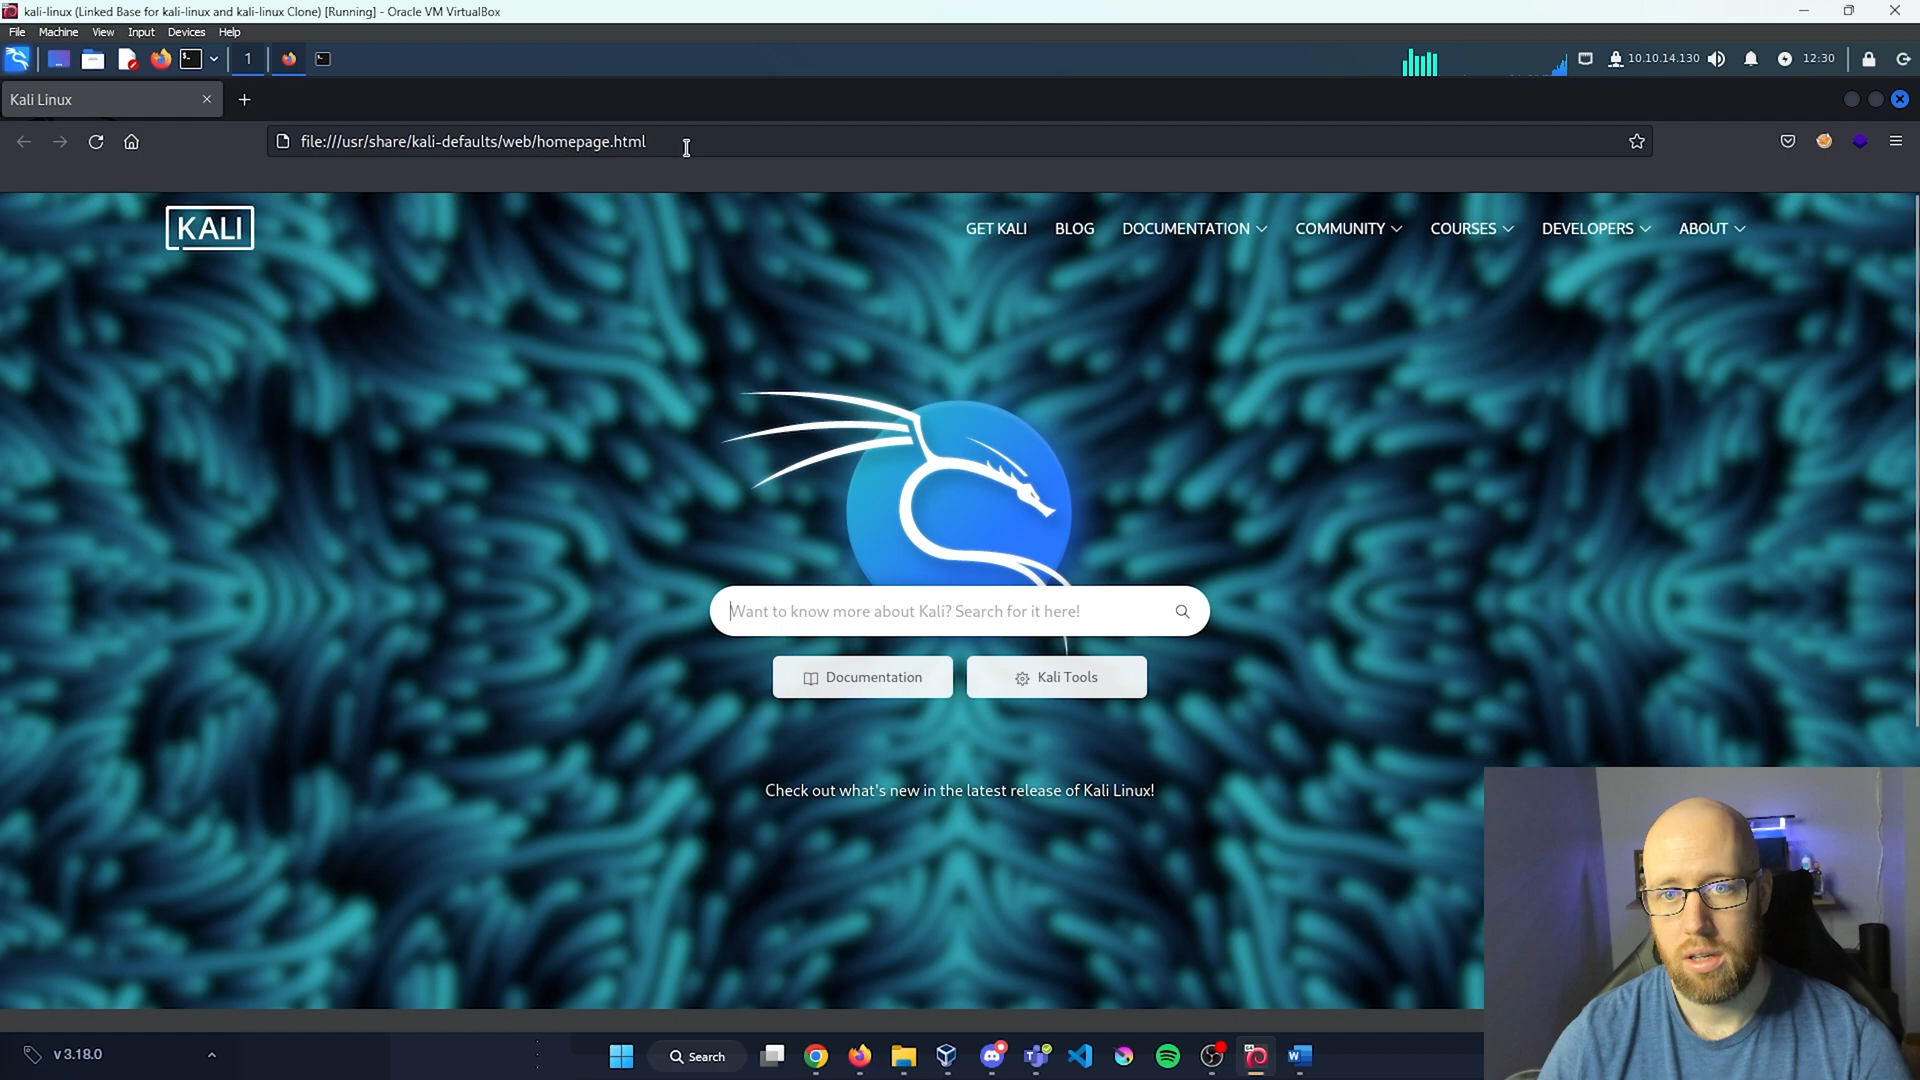 kali-linux (Linked Base for kali-linux and kali-linux Clone) [Running] - Oracle VM VirtualBox
File Machine View Input Devices Help
1
10.10.14.130
12:30
Kali Linux
file:///usr/share/kali-defaults/web/homepage.html
KALI
GET KALI BLOG DOCUMENTATION COMMUNITY COURSES DEVELOPERS ABOUT
Want to know more about Kali? Search for it here!
Documentation
Kali Tools
Check out what's new in the latest release of Kali Linux!
v 3.18.0
Search